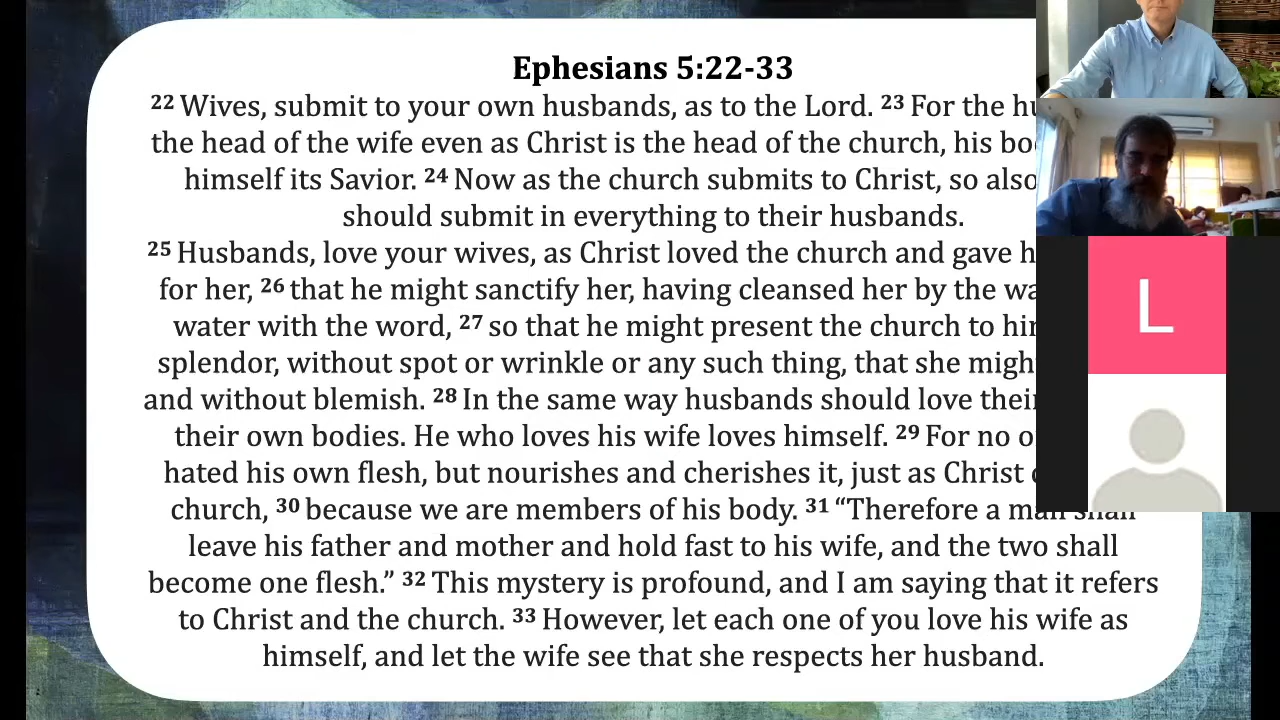 Ephesians 5:22-33
22 Wives, submit to your own husbands, as to the Lord. 23 For the
the head of the wife even as Christ is the head of the church, his
himself its Savior. 24 Now as the church submits to Christ, so also
should submit in everything to their husbands.
25 Husbands, love your wives, as Christ loved the church and gave
for her, 26 that he might sanctify her, having cleansed her by the
water with the word, 27 so that he might present the church to
splendor, without spot or wrinkle or any such thing, that she
and without blemish. 28 In the same way husbands should love
their own bodies. He who loves his wife loves himself. 29 For no
hated his own flesh, but nourishes and cherishes it, just as Christ
church, 30 because we are members of his body. 31 “Therefore a man shall
leave his father and mother and hold fast to his wife, and the two shall
become one flesh.” 32 This mystery is profound, and I am saying that it refers
to Christ and the church. 33 However, let each one of you love his wife as
himself, and let the wife see that she respects her husband.
L